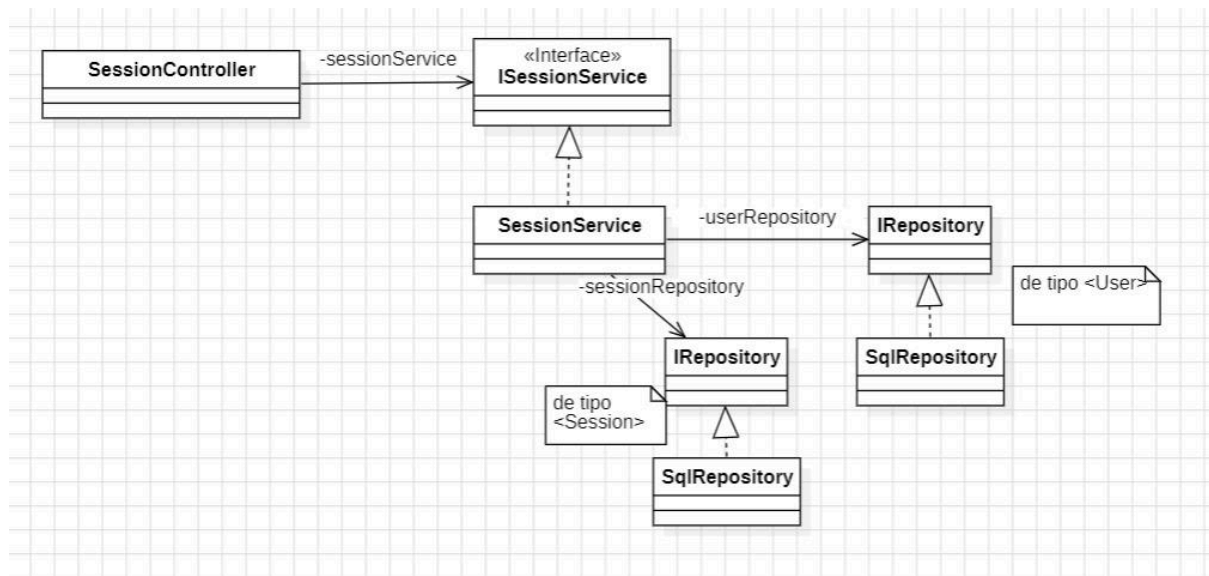 SessionController
-sessionService
«Interface»
ISessionService
SessionService
-userRepository
IRepository
de tipo <User>
-sessionRepository
IRepository
SqlRepository
de tipo
<Session>
SqlRepository